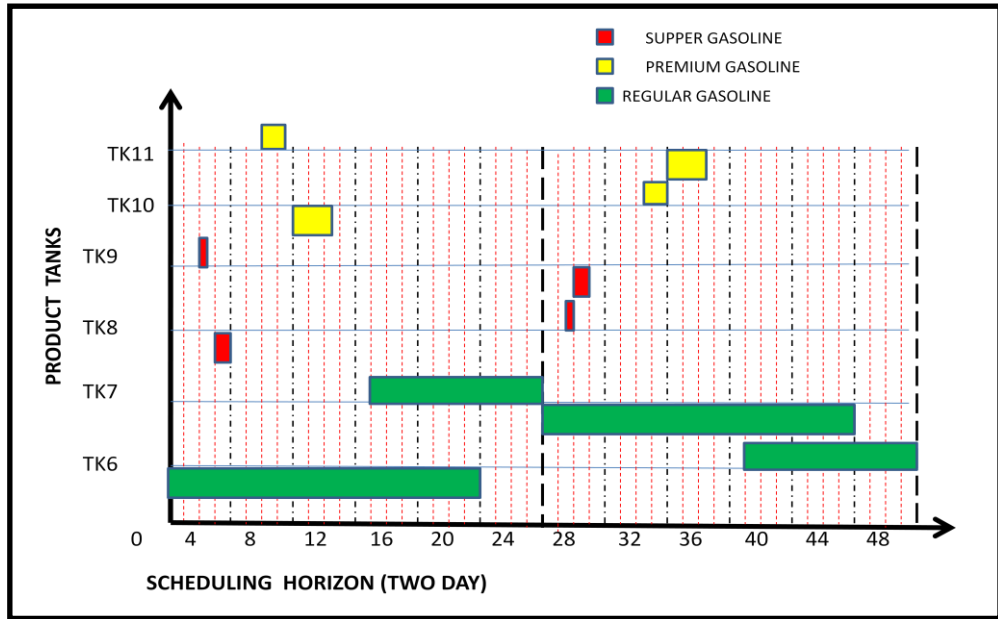 SUPPER GASOLINE
PREMIUM GASOLINE
REGULAR GASOLINE
PRODUCT TANKS
TK11
TK10
TK9
TK8
TK7
TK6
0 4 8 12 16 20 24 28 32 36 40 44 48
SCHEDULING HORIZON (TWO DAY)